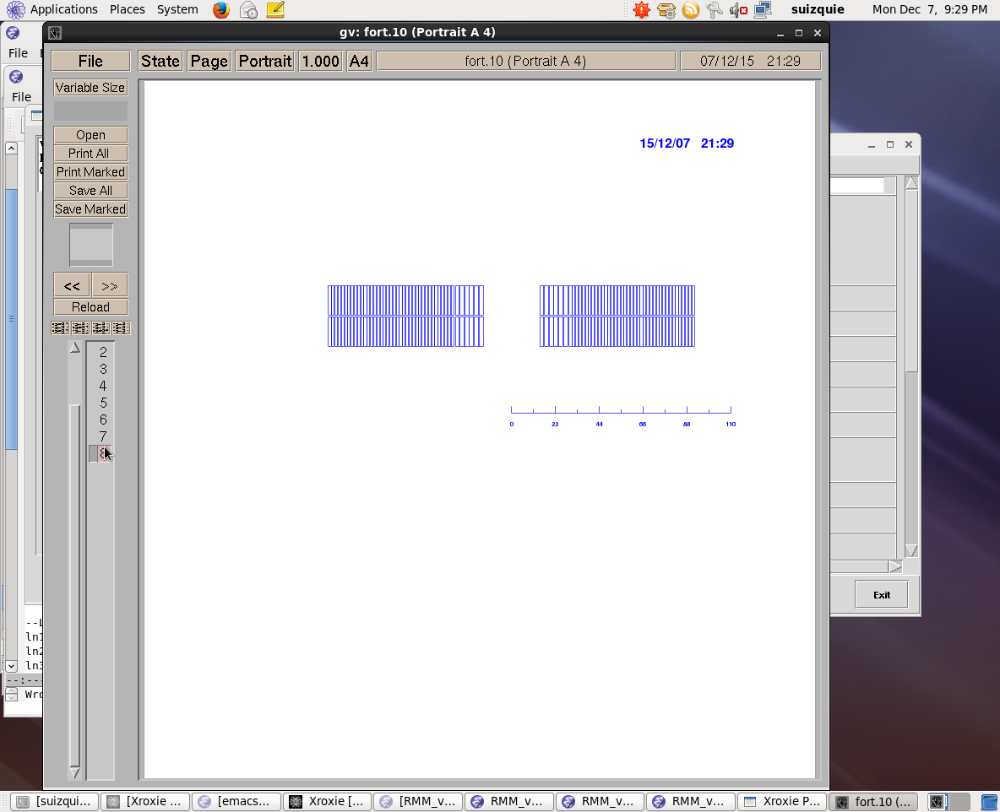 Applications Places System suizquie Mon Dec 7, 9:29 PM
gv: fort.10 (Portrait A 4)
File
File
File State Page Portrait 1.000 A4 fort.10 (Portrait A 4) 07/12/15 21:29
Variable Size
Open
Print All
Print Marked
Save All
Save Marked
<< >>
Reload
2
3
4
5
6
7
8
15/12/07 21:29
0 22 44 66 88 110
Exit
--L
ln1
ln2
ln3
--:---
Wro
[suizqui... [Xroxie ... [emacs... Xroxie [... [RMM_v... RMM_v... RMM_v... RMM_v... Xroxie P... fort.10 (...